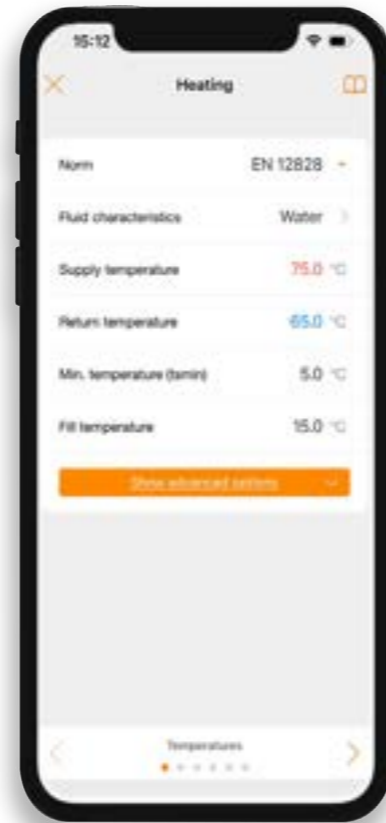 15:12
Heating
Norm EN 12828
Fluid characteristics Water
Supply temperature 75.0 °C
Return temperature 65.0 °C
Min. temperature (tsmin) 5.0 °C
Fill temperature 15.0 °C
Show advanced options
Temperatures